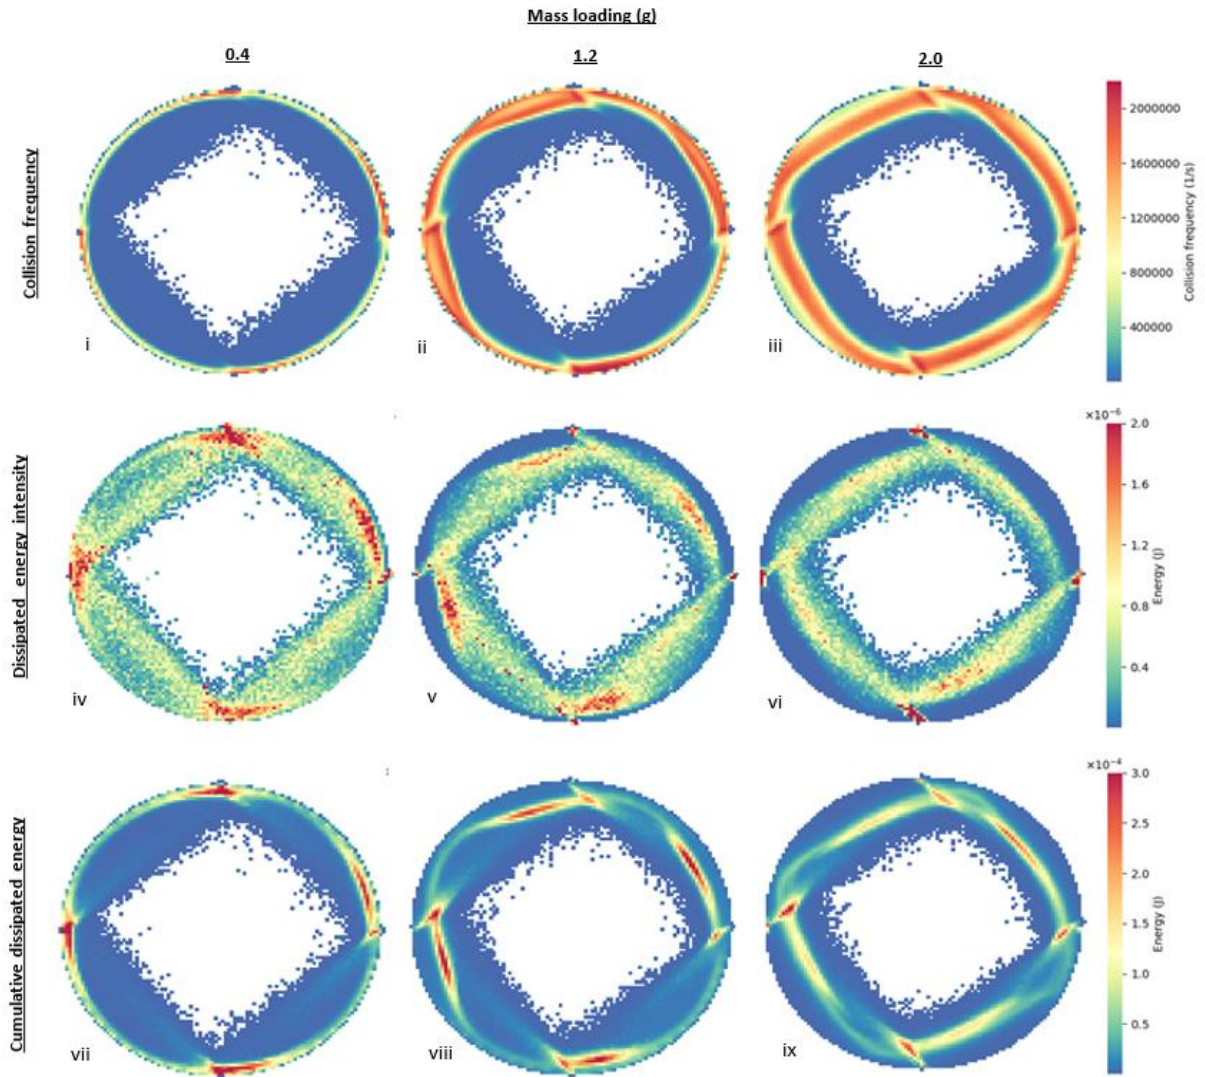 Mass loading (g)
0.4 1.2 2.0
Collision frequency
i ii iii
2000000
1600000
1200000
800000
400000
Collision frequency (1/s)
Dissipated energy intensity
iv v vi
×10⁻⁶
2.0
1.6
1.2
0.8
0.4
Energy (J)
Cumulative dissipated energy
vii viii ix
×10⁻⁴
3.0
2.5
2.0
1.5
1.0
0.5
Energy (J)